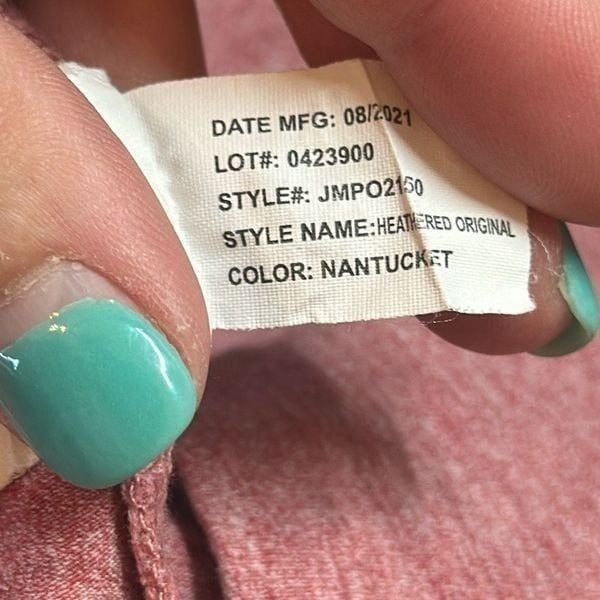 DATE MFG: 08/2021
LOT#: 0423900
STYLE#: JMPO2150
STYLE NAME:HEATHERED ORIGINAL
COLOR: NANTUCKET